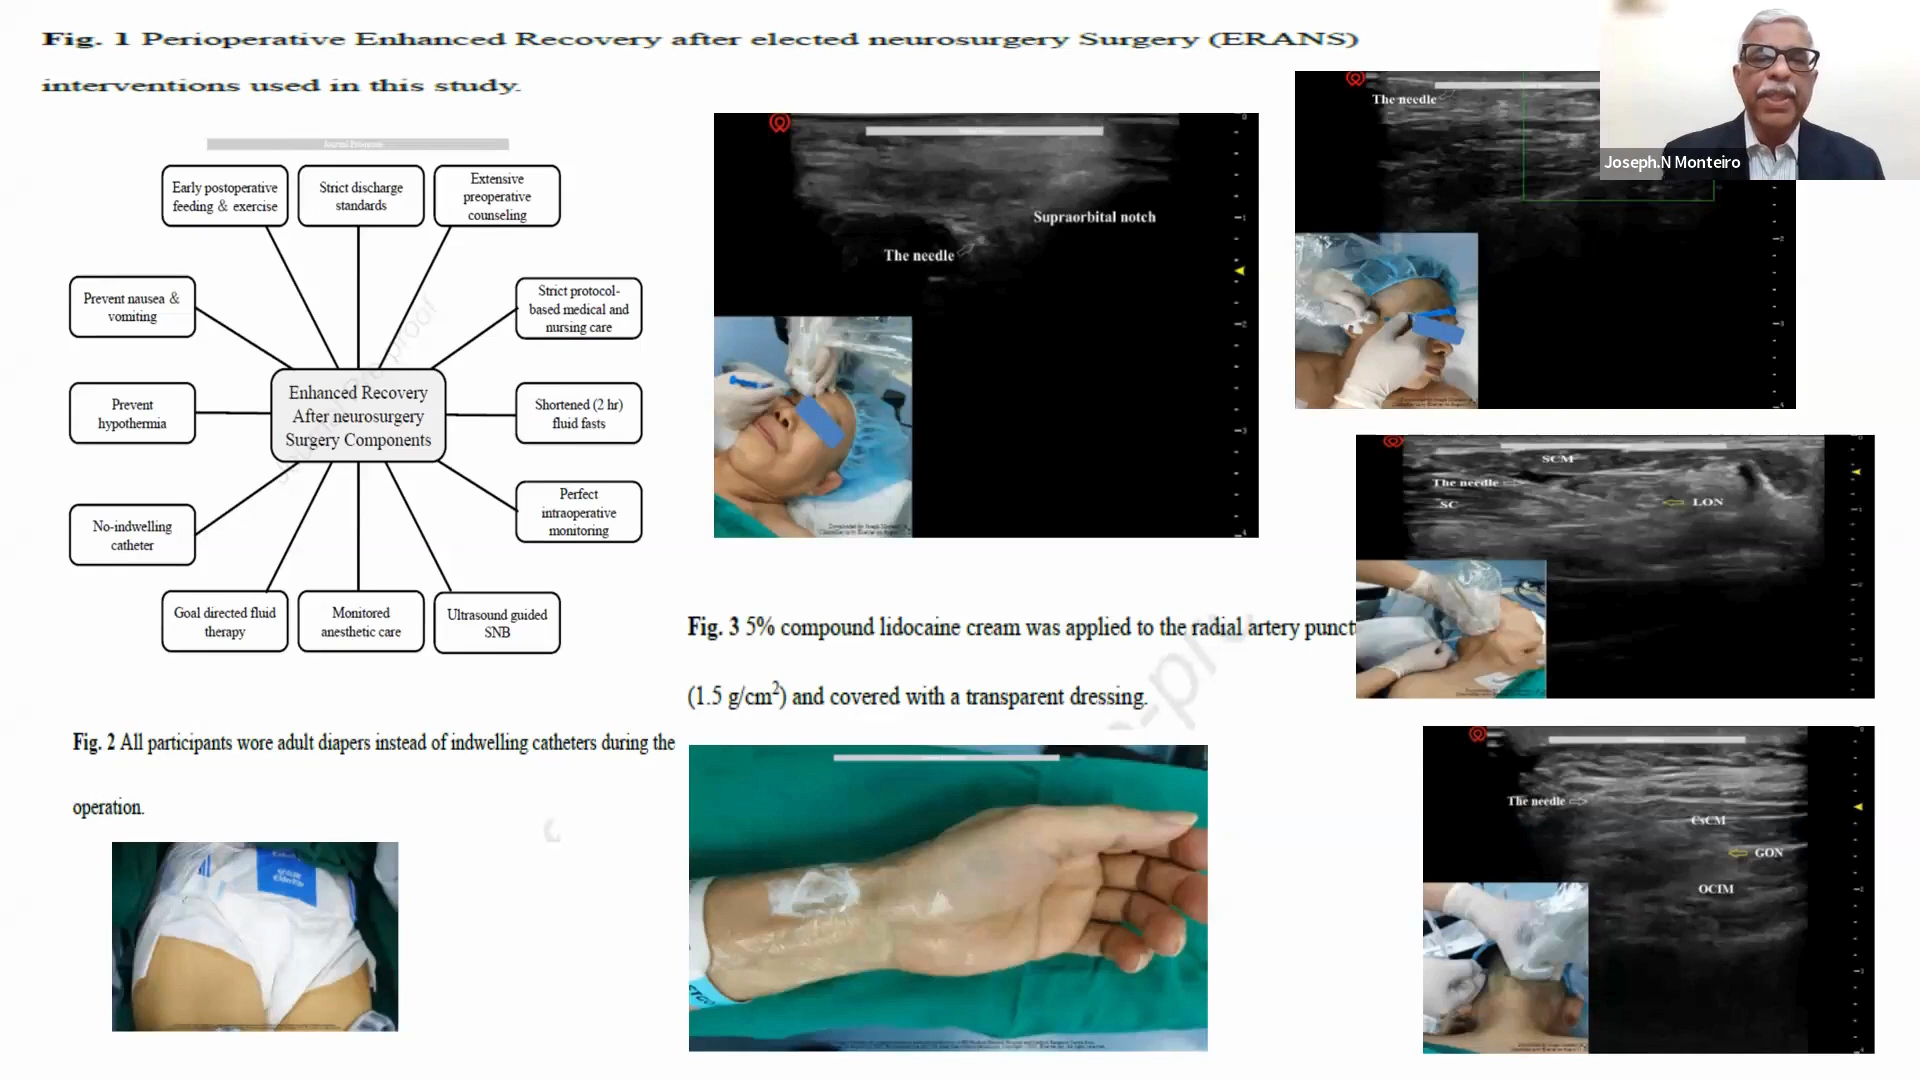 Fig. 1 Perioperative Enhanced Recovery after elected neurosurgery Surgery (ERANS)
interventions used in this study.
Journal Pre-proof
Early postoperative
feeding & exercise
Strict discharge
standards
Extensive
preoperative
counseling
Prevent nausea &
vomiting
Strict protocol-
based medical and
nursing care
Prevent
hypothermia
Enhanced Recovery
After neurosurgery
Surgery Components
Shortened (2 hr)
fluid fasts
No-indwelling
catheter
Perfect
intraoperative
monitoring
Goal directed fluid
therapy
Monitored
anesthetic care
Ultrasound guided
SNB
Fig. 2 All participants wore adult diapers instead of indwelling catheters during the
operation.
Supraorbital notch
The needle
Fig. 3 5% compound lidocaine cream was applied to the radial artery punct
(1.5 g/cm²) and covered with a transparent dressing.
The needle
Joseph.N Monteiro
SCM
The needle
SC
LON
The needle
CsCM
GON
OCIM